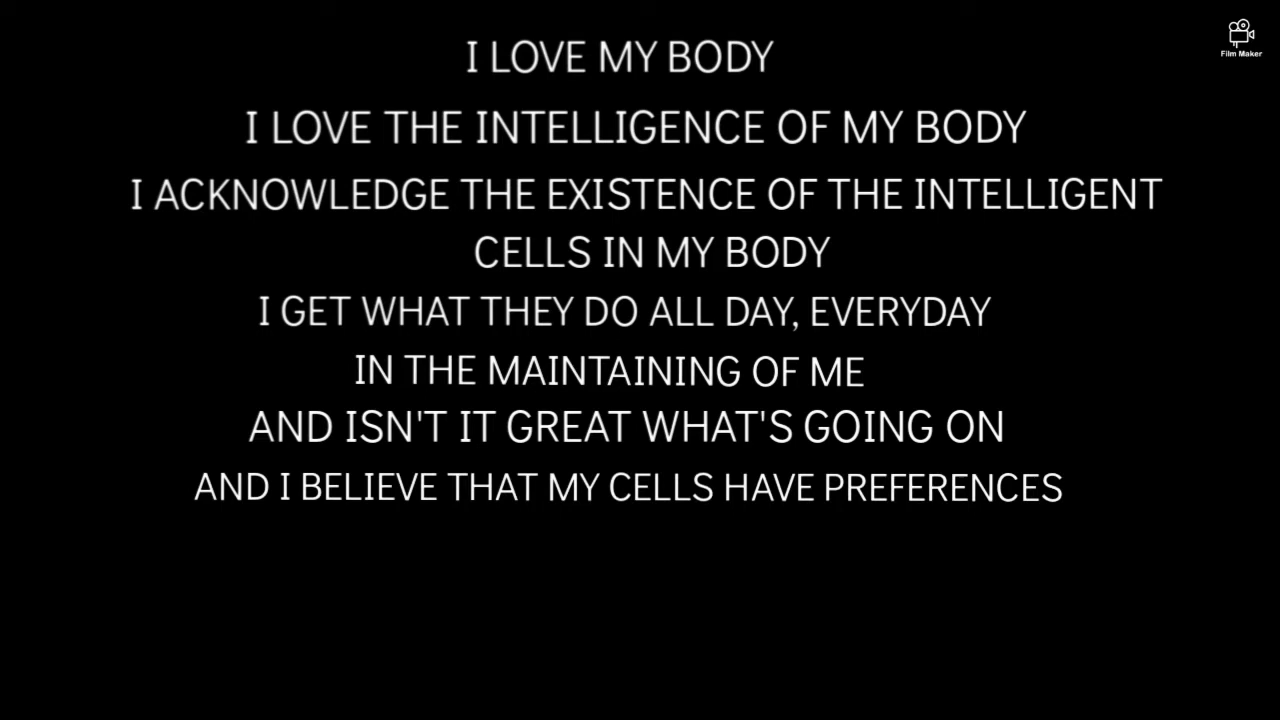 I LOVE MY BODY
I LOVE THE INTELLIGENCE OF MY BODY
I ACKNOWLEDGE THE EXISTENCE OF THE INTELLIGENT
CELLS IN MY BODY
I GET WHAT THEY DO ALL DAY, EVERYDAY
IN THE MAINTAINING OF ME
AND ISN'T IT GREAT WHAT'S GOING ON
AND I BELIEVE THAT MY CELLS HAVE PREFERENCES
Film Maker